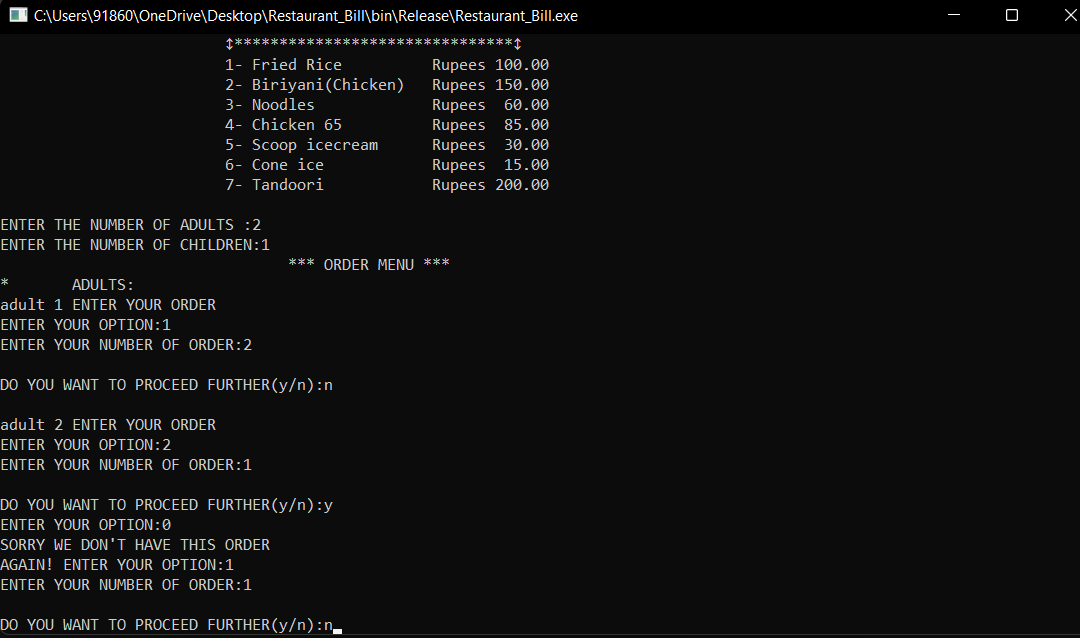 C:\Users\91860\OneDrive\Desktop\Restaurant_Bill\bin\Release\Restaurant_Bill.exe
↕*******************************↕
1- Fried Rice          Rupees 100.00
2- Biriyani(Chicken)   Rupees 150.00
3- Noodles             Rupees  60.00
4- Chicken 65          Rupees  85.00
5- Scoop icecream      Rupees  30.00
6- Cone ice            Rupees  15.00
7- Tandoori            Rupees 200.00
ENTER THE NUMBER OF ADULTS :2
ENTER THE NUMBER OF CHILDREN:1
*** ORDER MENU ***
*       ADULTS:
adult 1 ENTER YOUR ORDER
ENTER YOUR OPTION:1
ENTER YOUR NUMBER OF ORDER:2
DO YOU WANT TO PROCEED FURTHER(y/n):n
adult 2 ENTER YOUR ORDER
ENTER YOUR OPTION:2
ENTER YOUR NUMBER OF ORDER:1
DO YOU WANT TO PROCEED FURTHER(y/n):y
ENTER YOUR OPTION:0
SORRY WE DON'T HAVE THIS ORDER
AGAIN! ENTER YOUR OPTION:1
ENTER YOUR NUMBER OF ORDER:1
DO YOU WANT TO PROCEED FURTHER(y/n):n